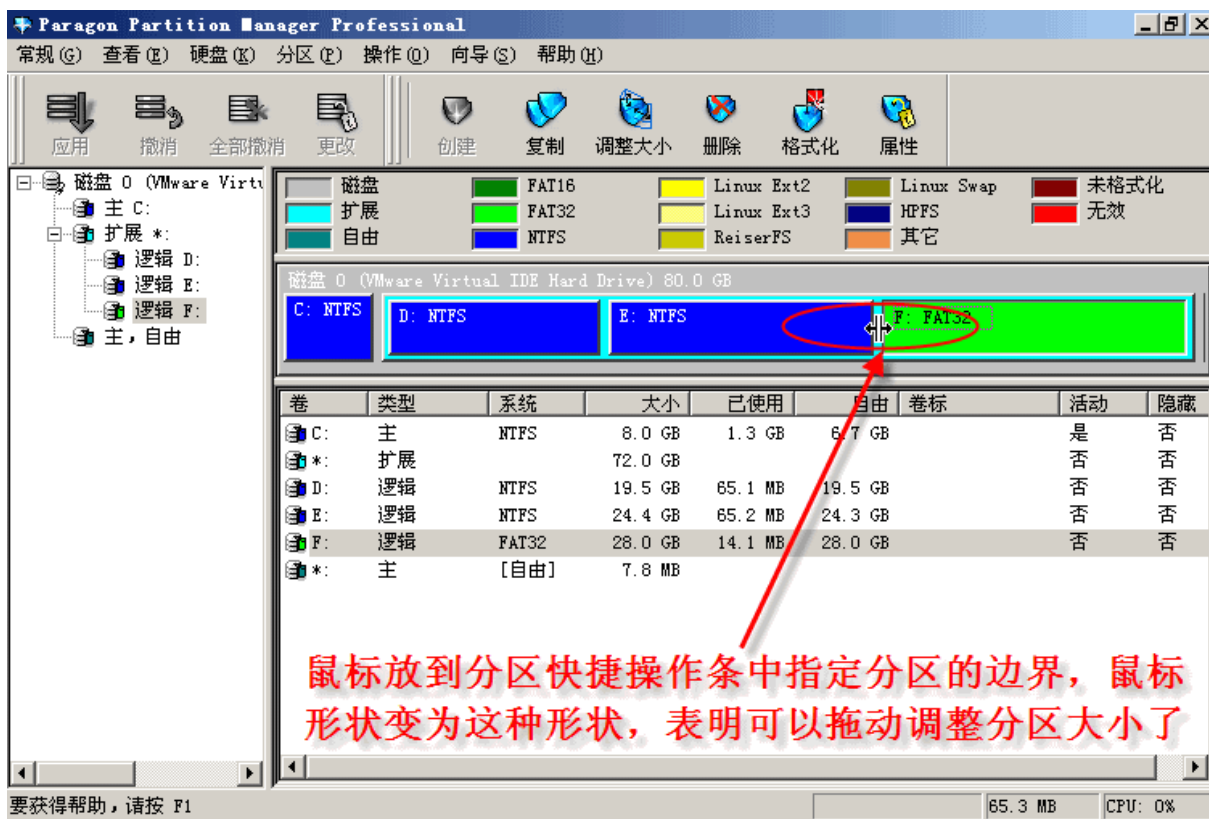 Paragon Partition Manager Professional
常规(G) 查看(E) 硬盘(K) 分区(P) 操作(O) 向导(S) 帮助(H)
应用 撤消 全部撤消 更改 创建 复制 调整大小 删除 格式化 属性
磁盘 0 (VMware Virtu
主 C:
扩展 *:
逻辑 D:
逻辑 E:
逻辑 F:
主,自由
磁盘 FAT16 Linux Ext2 Linux Swap 未格式化
扩展 FAT32 Linux Ext3 HPFS 无效
自由 NTFS ReiserFS 其它
磁盘 0 (VMware Virtual IDE Hard Drive) 80.0 GB
C: NTFS D: NTFS E: NTFS F: FAT32
卷 类型 系统 大小 已使用 自由 卷标 活动 隐藏
C: 主 NTFS 8.0 GB 1.3 GB 6.7 GB 是 否
*: 扩展 72.0 GB 否 否
D: 逻辑 NTFS 19.5 GB 65.1 MB 19.5 GB 否 否
E: 逻辑 NTFS 24.4 GB 65.2 MB 24.3 GB 否 否
F: 逻辑 FAT32 28.0 GB 14.1 MB 28.0 GB 否 否
*: 主 [自由] 7.8 MB
鼠标放到分区快捷操作条中指定分区的边界，鼠标
形状变为这种形状，表明可以拖动调整分区大小了
要获得帮助,请按 F1 65.3 MB CPU: 0%